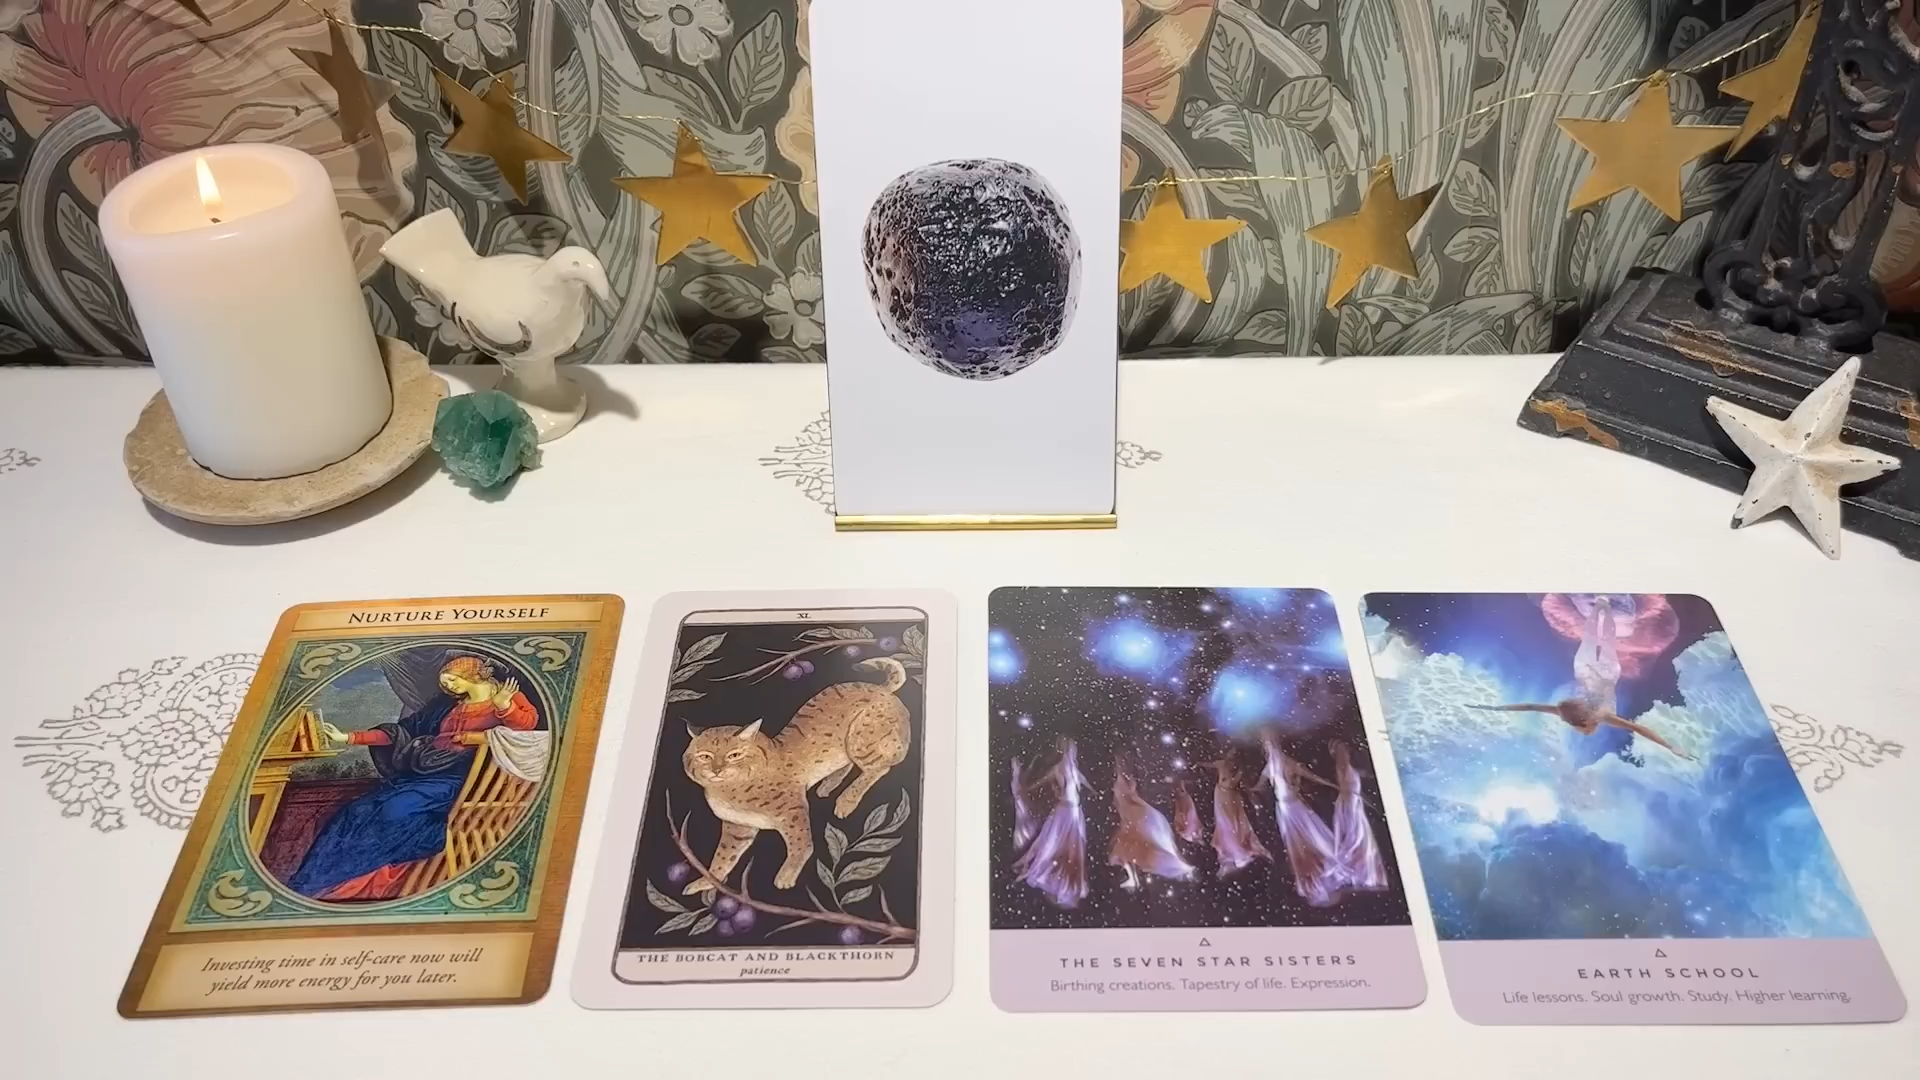 NURTURE YOURSELF
Investing time in self-care now will
yield more energy for you later.
XL
THE BOBCAT AND BLACKTHORN
patience
THE SEVEN STAR SISTERS
Birthing creations. Tapestry of life. Expression.
EARTH SCHOOL
Life lessons. Soul growth. Study. Higher learning.